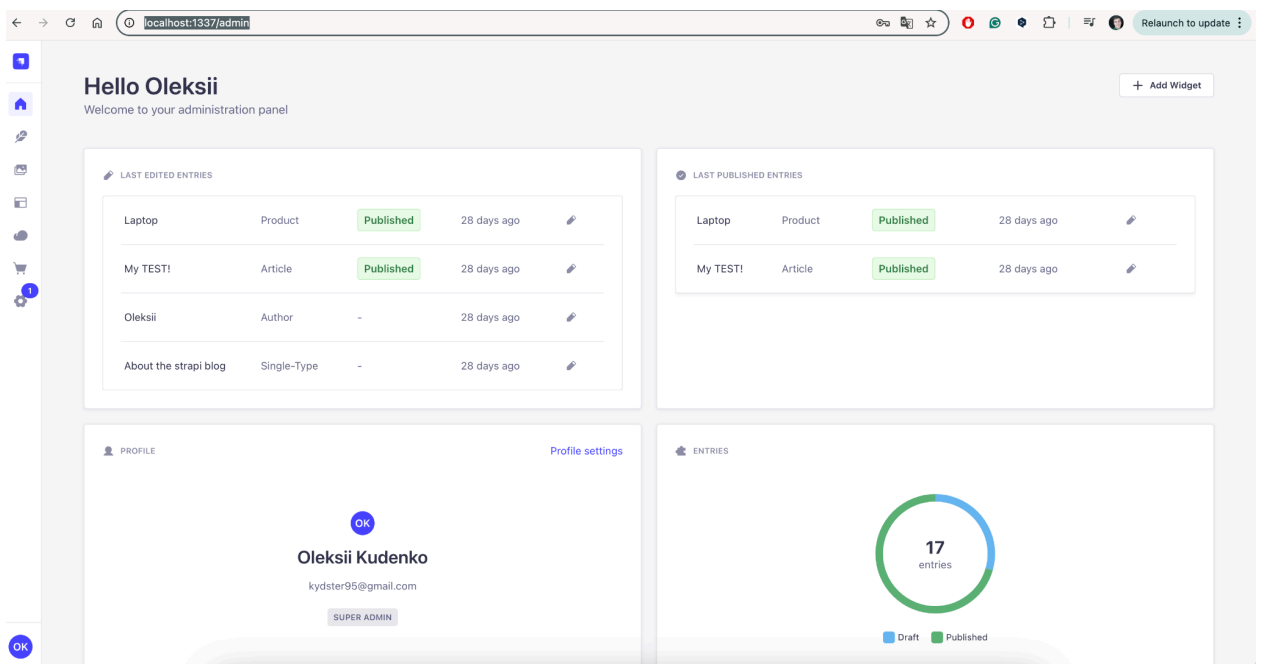 localhost:1337/admin
Relaunch to update
Hello Oleksii
Welcome to your administration panel
+ Add Widget
LAST EDITED ENTRIES
Laptop Product Published 28 days ago
My TEST! Article Published 28 days ago
Oleksii Author - 28 days ago
About the strapi blog Single-Type - 28 days ago
LAST PUBLISHED ENTRIES
Laptop Product Published 28 days ago
My TEST! Article Published 28 days ago
1
PROFILE Profile settings
OK
Oleksii Kudenko
kydster95@gmail.com
SUPER ADMIN
ENTRIES
17
entries
Draft Published
OK